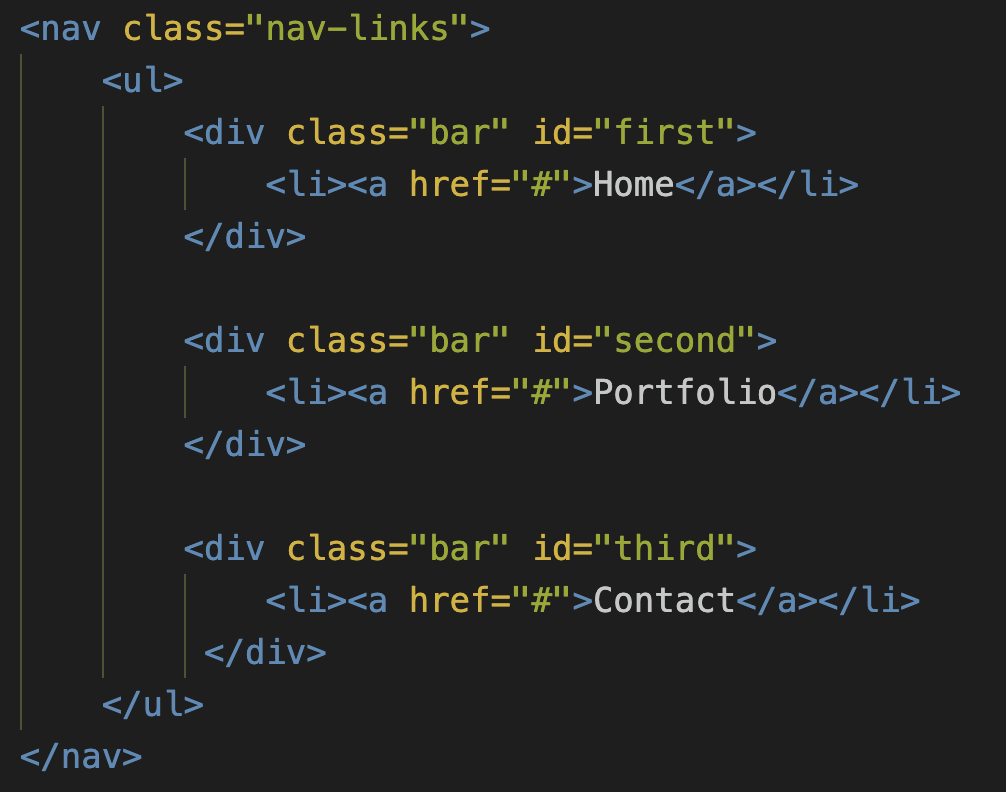 <nav class="nav-links">
    <ul>
        <div class="bar" id="first">
            <li><a href="#">Home</a></li>
        </div>

        <div class="bar" id="second">
            <li><a href="#">Portfolio</a></li>
        </div>

        <div class="bar" id="third">
            <li><a href="#">Contact</a></li>
         </div>
    </ul>
</nav>